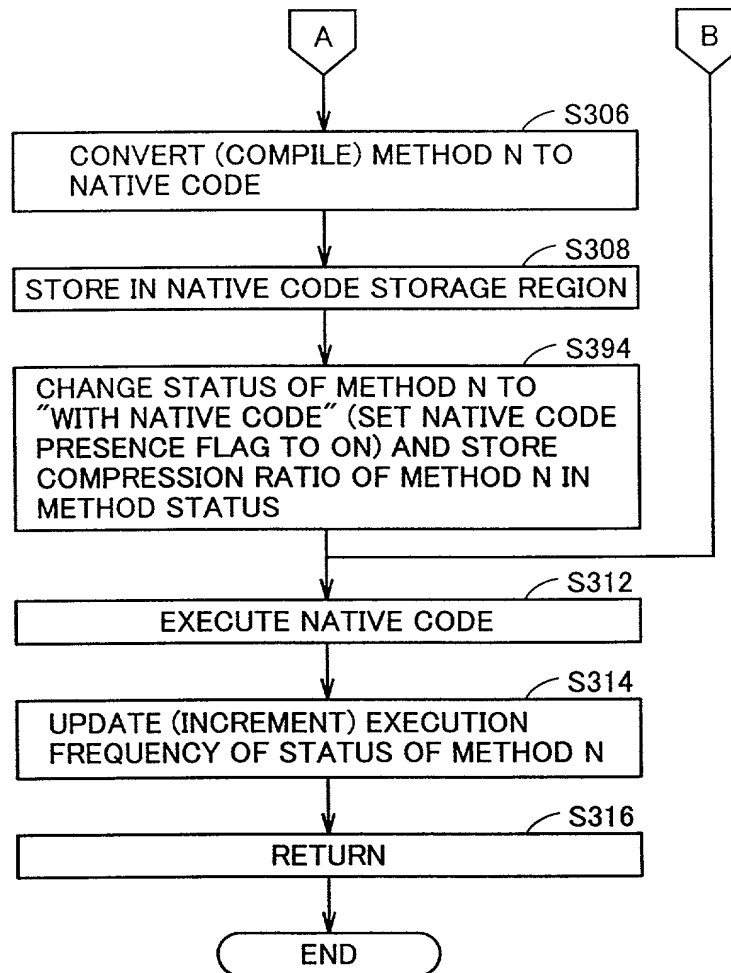 A
B
S306
CONVERT (COMPILE) METHOD N TO
NATIVE CODE
S308
STORE IN NATIVE CODE STORAGE REGION
S394
CHANGE STATUS OF METHOD N TO
"WITH NATIVE CODE" (SET NATIVE CODE
PRESENCE FLAG TO ON) AND STORE
COMPRESSION RATIO OF METHOD N IN
METHOD STATUS
S312
EXECUTE NATIVE CODE
S314
UPDATE (INCREMENT) EXECUTION
FREQUENCY OF STATUS OF METHOD N
S316
RETURN
END